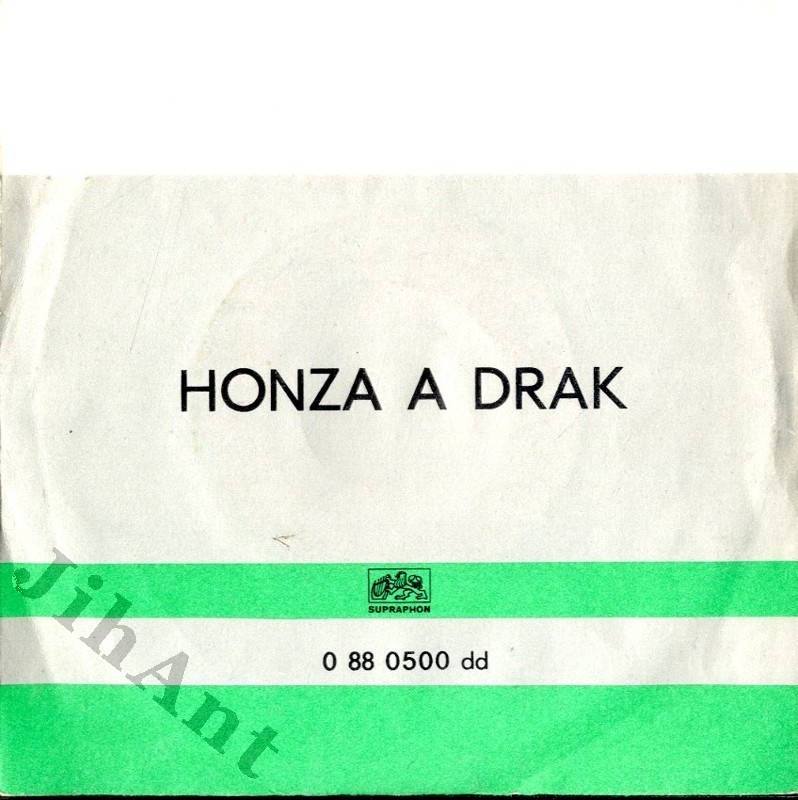 HONZA A DRAK
SUPRAPHON
0 88 0500 dd
JihAnt